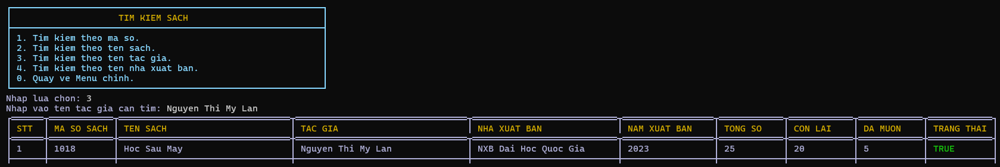 TIM KIEM SACH
1. Tim kiem theo ma so.
2. Tim kiem theo ten sach.
3. Tim kiem theo ten tac gia.
4. Tim kiem theo ten nha xuat ban.
0. Quay ve Menu chinh.
Nhap lua chon: 3
Nhap vao ten tac gia can tim: Nguyen Thi My Lan
STT MA SO SACH TEN SACH TAC GIA NHA XUAT BAN NAM XUAT BAN TONG SO CON LAI DA MUON TRANG THAI
1 1018 Hoc Sau May Nguyen Thi My Lan NXB Dai Hoc Quoc Gia 2023 25 20 5 TRUE